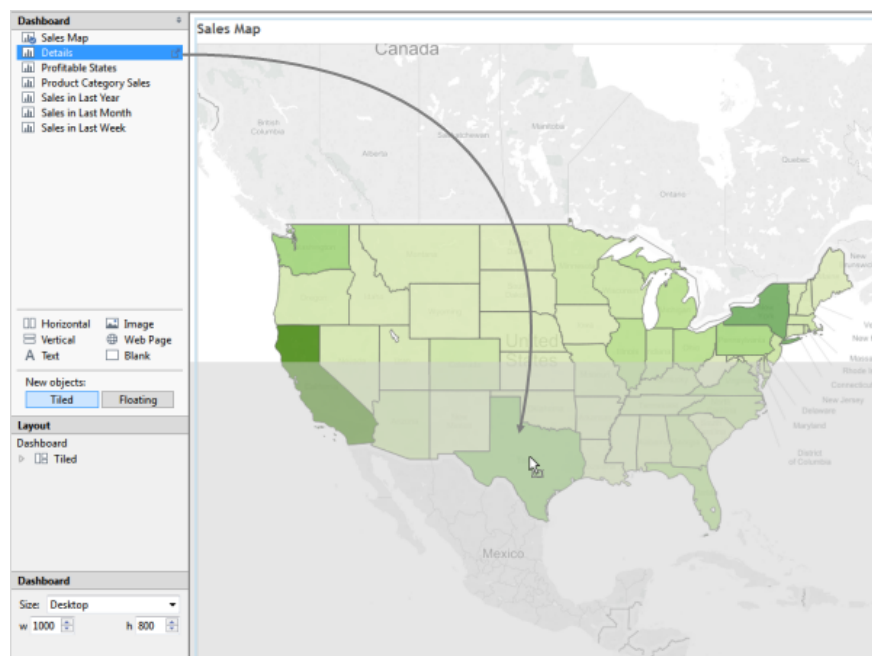 Dashboard
Sales Map
Details
Profitable States
Product Category Sales
Sales in Last Year
Sales in Last Month
Sales in Last Week
Horizontal
Image
Vertical
Web Page
A Text
Blank
New objects:
Tiled
Floating
Layout
Dashboard
Tiled
Dashboard
Size: Desktop
w 1000
h 800
Sales Map
Canada
British
Columbia
Alberta
Saskatchewan
Manitoba
Ontario
Quebec
United
States
Mexico
Rhode
Connecticut
New Jersey
Delaware
Maryland
District
of Columbia